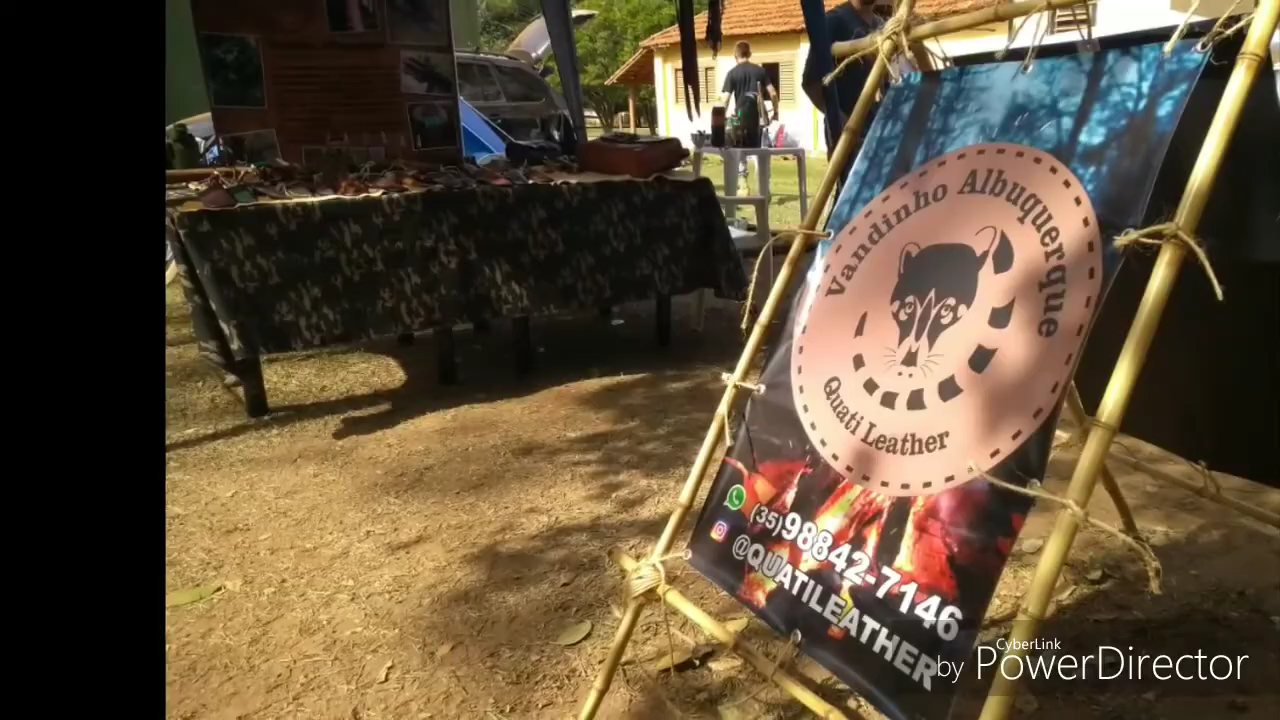 Vandinho Albuquerque
Quati Leather
(35)98842-7146
@QUATILEATHER
CyberLink
by PowerDirector